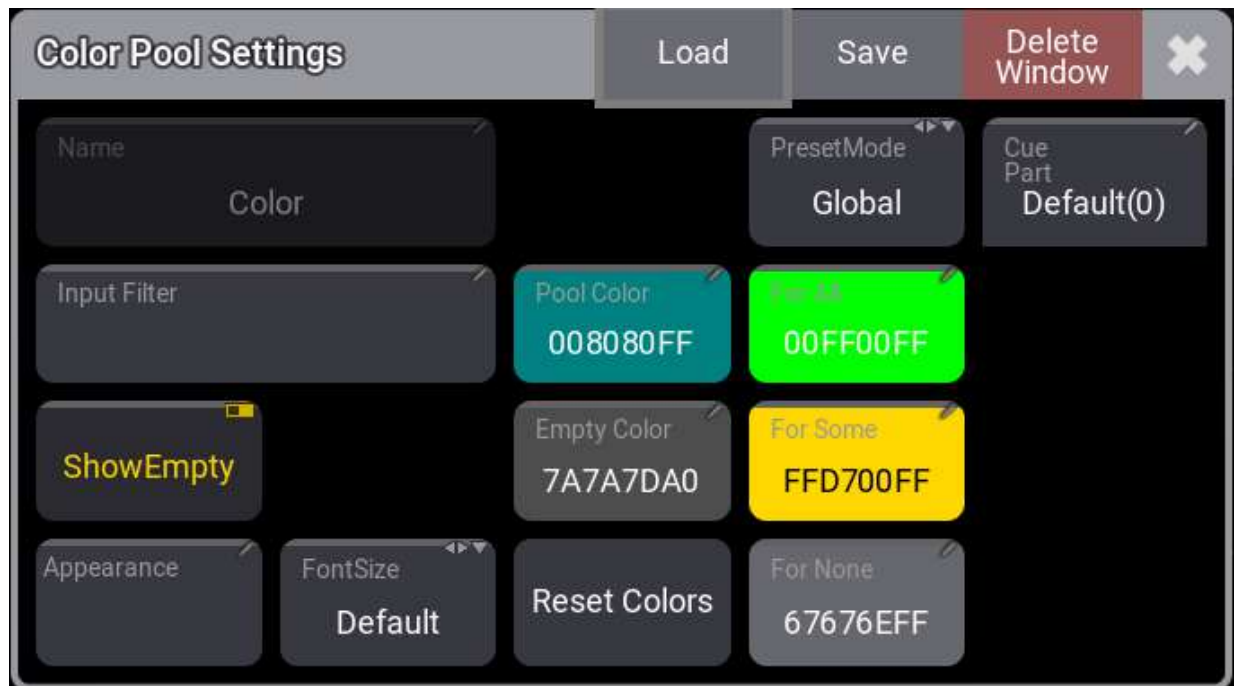 Color Pool Settings
Load
Save
Delete
Window
Name
Color
PresetMode
Global
Cue
Part
Default(0)
Input Filter
Pool Color
008080FF
For All
00FF00FF
ShowEmpty
Empty Color
7A7A7DA0
For Some
FFD700FF
Appearance
FontSize
Default
Reset Colors
For None
67676EFF